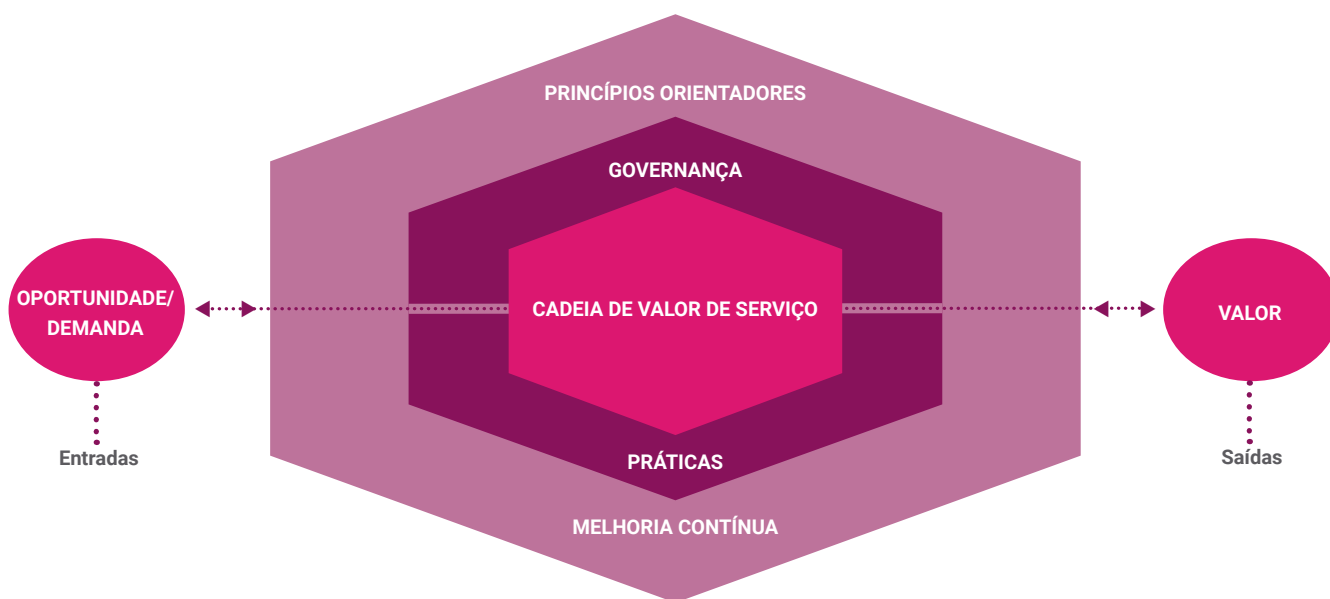 PRINCÍPIOS ORIENTADORES
GOVERNANÇA
OPORTUNIDADE/
DEMANDA
CADEIA DE VALOR DE SERVIÇO
VALOR
Entradas
PRÁTICAS
Saídas
MELHORIA CONTÍNUA